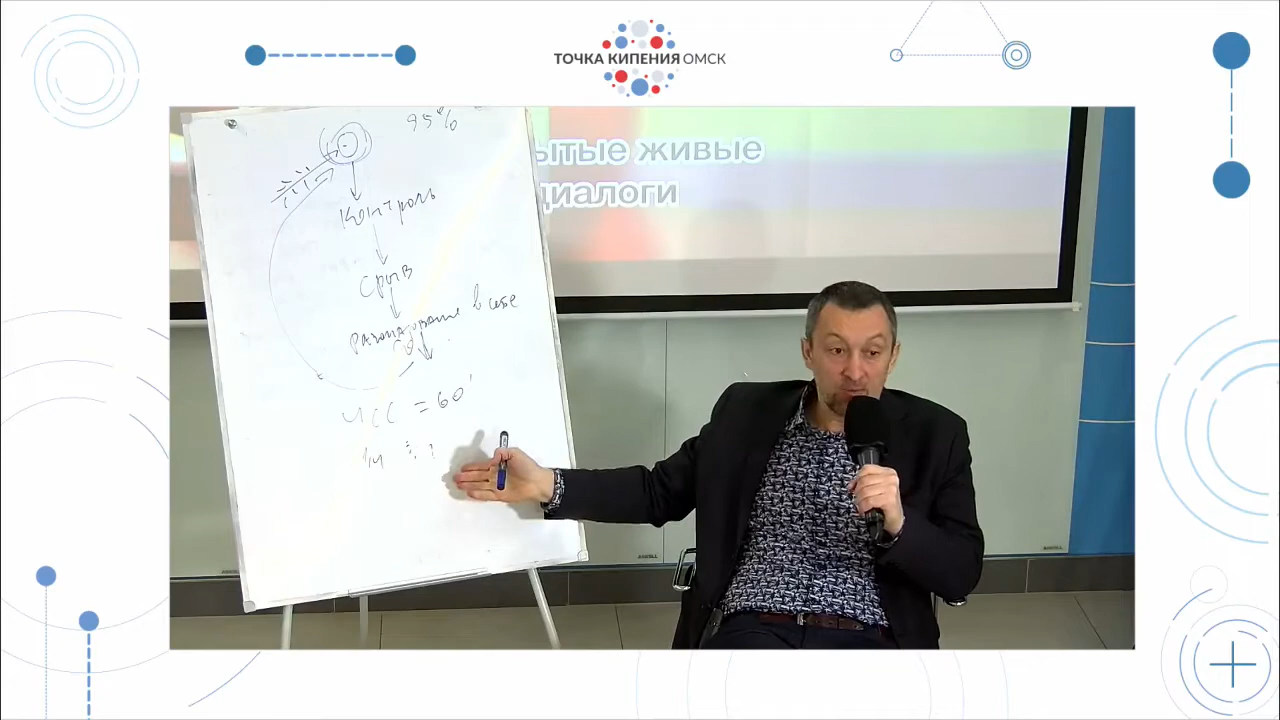 ТОЧКА КИПЕНИЯ ОМСК
ытые живые
диалоги
95%
Контроль
Срыв
Разочарование в себе
ЧСС = 60'